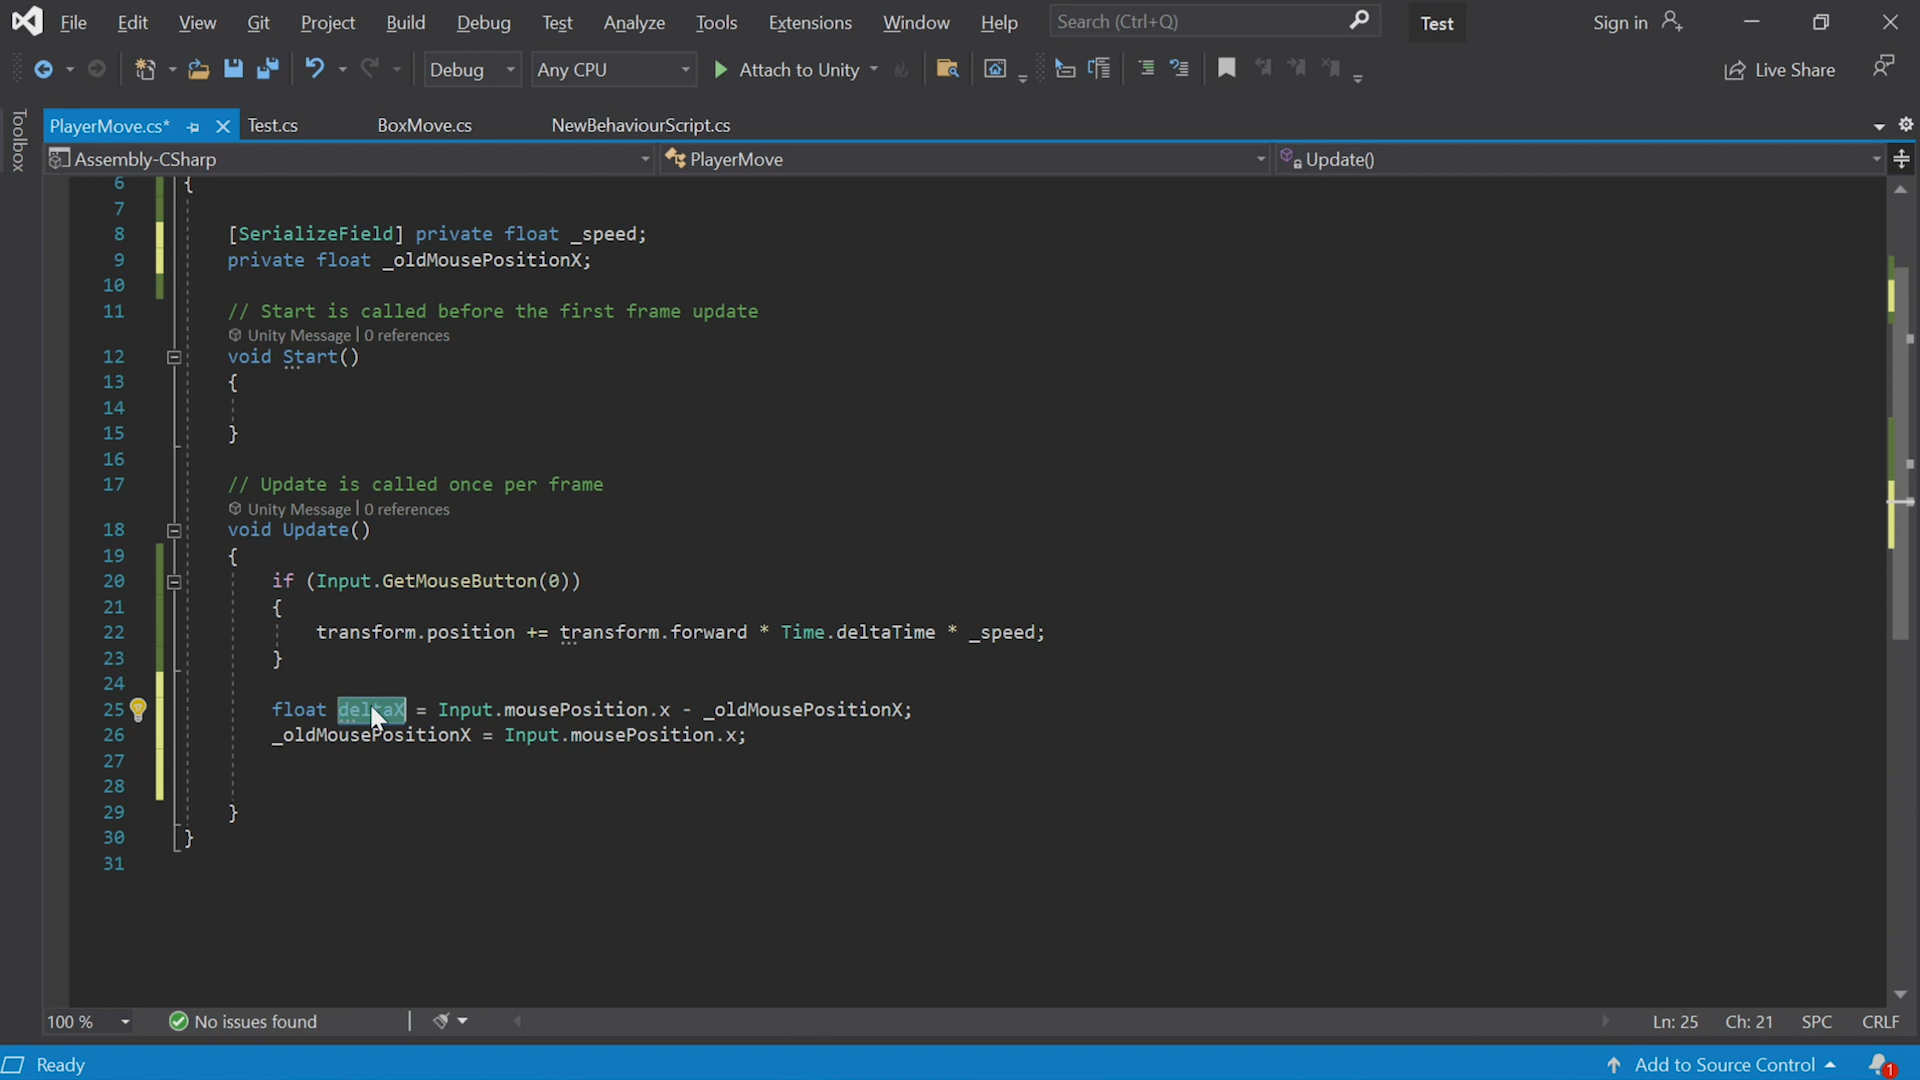 File Edit View Git Project Build Debug Test Analyze Tools Extensions Window Help Search (Ctrl+Q) Test Sign in
Debug Any CPU Attach to Unity Live Share
Toolbox
PlayerMove.cs* Test.cs BoxMove.cs NewBehaviourScript.cs
Assembly-CSharp PlayerMove Update()
6 {
7
8 [SerializeField] private float _speed;
9 private float _oldMousePositionX;
10
11 // Start is called before the first frame update
Unity Message | 0 references
12 void Start()
13 {
14
15 }
16
17 // Update is called once per frame
Unity Message | 0 references
18 void Update()
19 {
20 if (Input.GetMouseButton(0))
21 {
22 transform.position += transform.forward * Time.deltaTime * _speed;
23 }
24
25 float deltaX = Input.mousePosition.x - _oldMousePositionX;
26 _oldMousePositionX = Input.mousePosition.x;
27
28
29 }
30 }
31
100 % No issues found Ln: 25 Ch: 21 SPC CRLF
Ready Add to Source Control 1